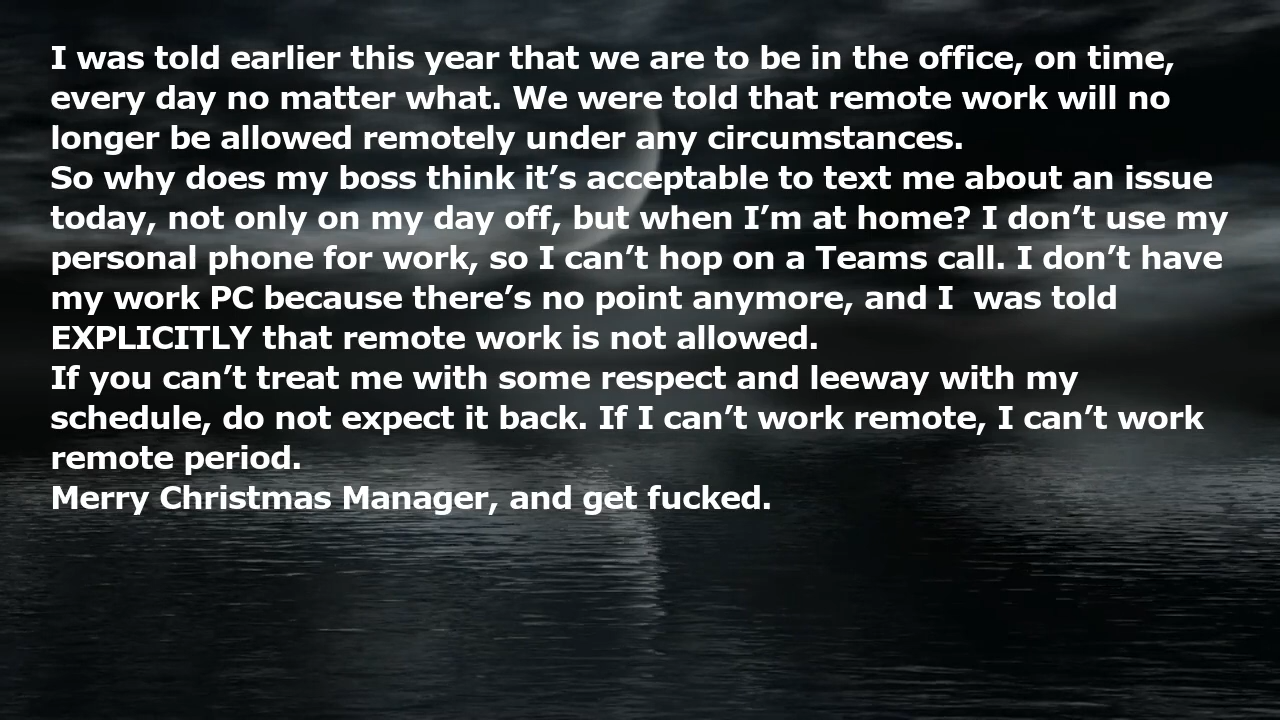 I was told earlier this year that we are to be in the office, on time,
every day no matter what. We were told that remote work will no
longer be allowed remotely under any circumstances.
So why does my boss think it’s acceptable to text me about an issue
today, not only on my day off, but when I’m at home? I don’t use my
personal phone for work, so I can’t hop on a Teams call. I don’t have
my work PC because there’s no point anymore, and I  was told
EXPLICITLY that remote work is not allowed.
If you can’t treat me with some respect and leeway with my
schedule, do not expect it back. If I can’t work remote, I can’t work
remote period.
Merry Christmas Manager, and get fucked.